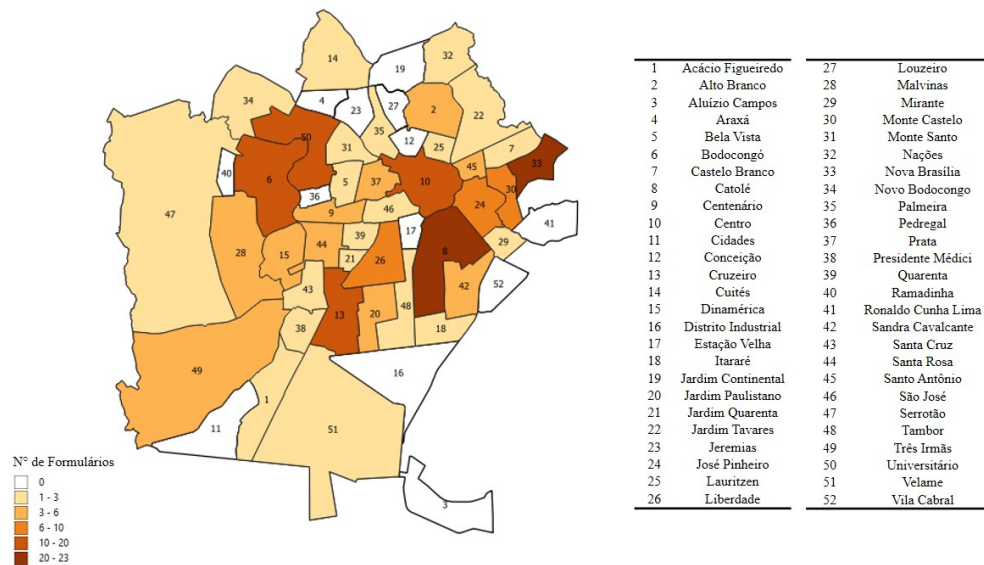 14
19
32
34
4
23
27
2
22
35
50
12
31
25
7
33
40
6
5
37
10
45
36
30
24
47
9
46
41
17
28
15
44
39
8
29
21
26
43
48
42
52
13
20
38
18
49
16
1
11
51
3
N° de Formulários
0
1 - 3
3 - 6
6 - 10
10 - 20
20 - 23
1 Acácio Figueiredo 27 Louzeiro
2 Alto Branco 28 Malvinas
3 Aluízio Campos 29 Mirante
4 Araxá 30 Monte Castelo
5 Bela Vista 31 Monte Santo
6 Bodocongó 32 Nações
7 Castelo Branco 33 Nova Brasília
8 Catolé 34 Novo Bodocongo
9 Centenário 35 Palmeira
10 Centro 36 Pedregal
11 Cidades 37 Prata
12 Conceição 38 Presidente Médici
13 Cruzeiro 39 Quarenta
14 Cuités 40 Ramadinha
15 Dinamérica 41 Ronaldo Cunha Lima
16 Distrito Industrial 42 Sandra Cavalcante
17 Estação Velha 43 Santa Cruz
18 Itararé 44 Santa Rosa
19 Jardim Continental 45 Santo Antônio
20 Jardim Paulistano 46 São José
21 Jardim Quarenta 47 Serrotão
22 Jardim Tavares 48 Tambor
23 Jeremias 49 Três Irmãs
24 José Pinheiro 50 Universitário
25 Lauritzen 51 Velame
26 Liberdade 52 Vila Cabral